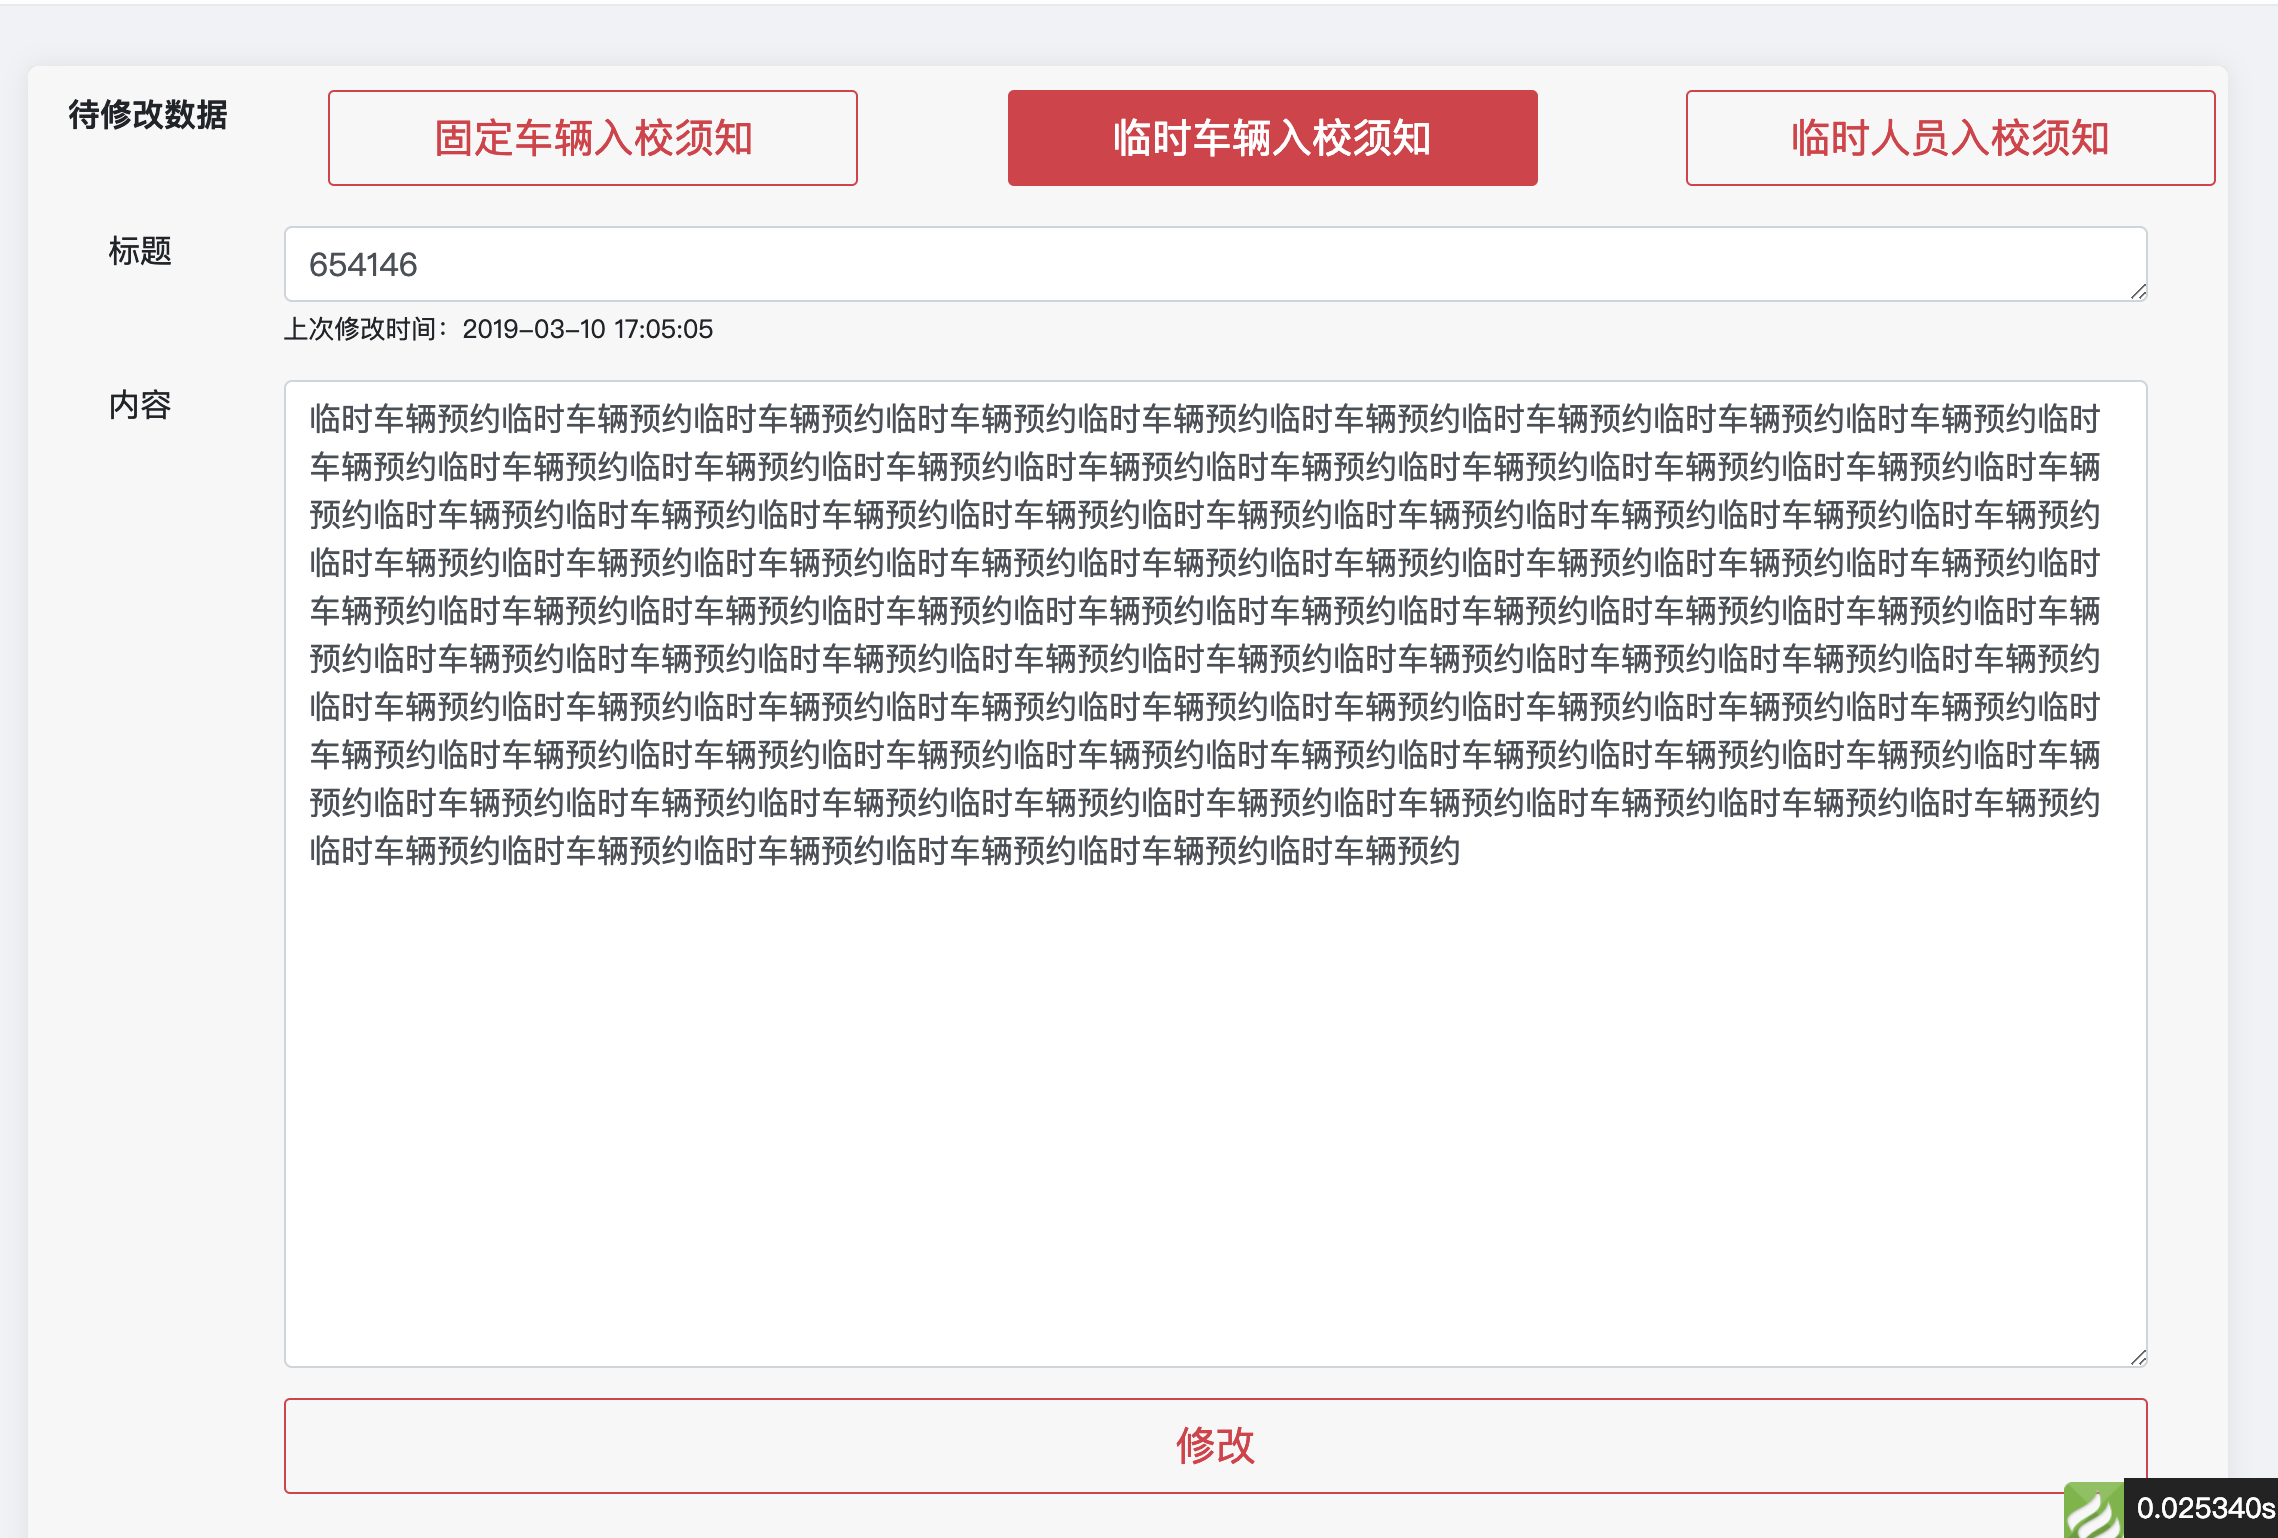 待修改数据
固定车辆入校须知
临时车辆入校须知
临时人员入校须知
标题
654146
上次修改时间：2019-03-10 17:05:05
内容
临时车辆预约临时车辆预约临时车辆预约临时车辆预约临时车辆预约临时车辆预约临时车辆预约临时车辆预约临时车辆预约临时
车辆预约临时车辆预约临时车辆预约临时车辆预约临时车辆预约临时车辆预约临时车辆预约临时车辆预约临时车辆预约临时车辆
预约临时车辆预约临时车辆预约临时车辆预约临时车辆预约临时车辆预约临时车辆预约临时车辆预约临时车辆预约临时车辆预约
临时车辆预约临时车辆预约临时车辆预约临时车辆预约临时车辆预约临时车辆预约临时车辆预约临时车辆预约临时车辆预约临时
车辆预约临时车辆预约临时车辆预约临时车辆预约临时车辆预约临时车辆预约临时车辆预约临时车辆预约临时车辆预约临时车辆
预约临时车辆预约临时车辆预约临时车辆预约临时车辆预约临时车辆预约临时车辆预约临时车辆预约临时车辆预约临时车辆预约
临时车辆预约临时车辆预约临时车辆预约临时车辆预约临时车辆预约临时车辆预约临时车辆预约临时车辆预约临时车辆预约临时
车辆预约临时车辆预约临时车辆预约临时车辆预约临时车辆预约临时车辆预约临时车辆预约临时车辆预约临时车辆预约临时车辆
预约临时车辆预约临时车辆预约临时车辆预约临时车辆预约临时车辆预约临时车辆预约临时车辆预约临时车辆预约临时车辆预约
临时车辆预约临时车辆预约临时车辆预约临时车辆预约临时车辆预约临时车辆预约
修改
0.025340s